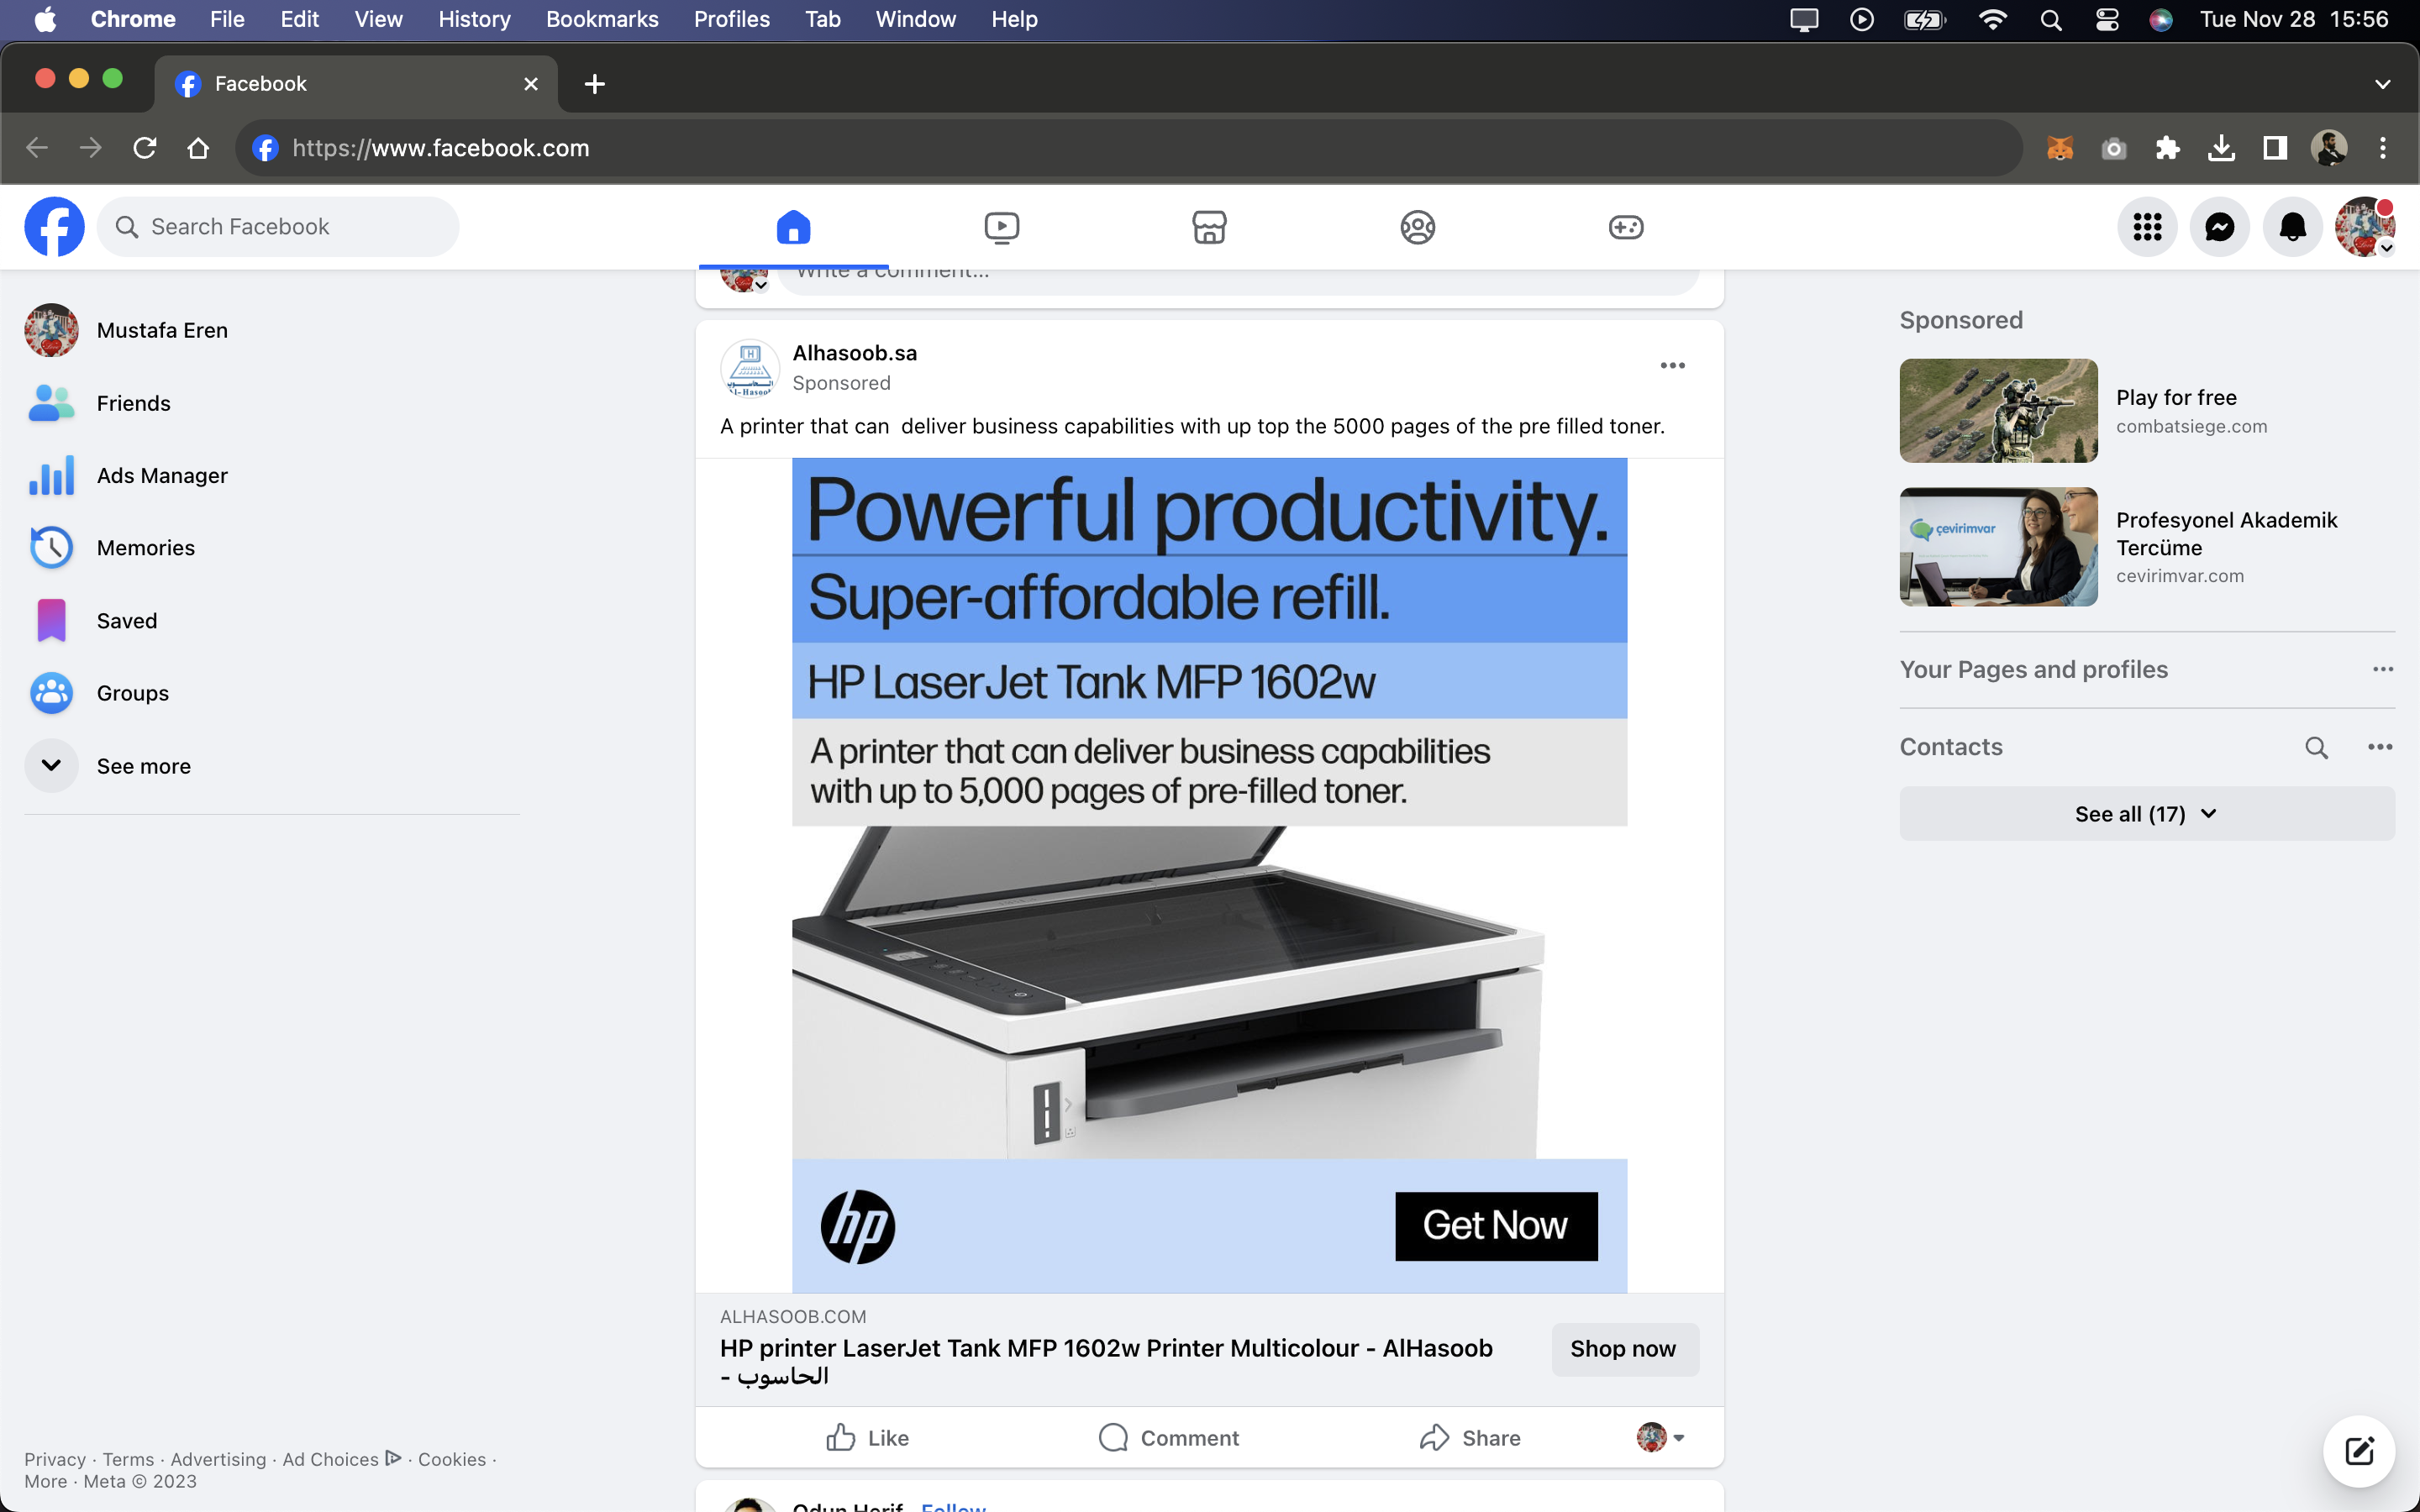 Chrome File Edit View History Bookmarks Profiles Tab Window Help
Tue Nov 28 15:56
Facebook
https://www.facebook.com
Search Facebook
Mustafa Eren
Friends
Ads Manager
Memories
Saved
Groups
See more
Privacy · Terms · Advertising · Ad Choices · Cookies ·
More · Meta © 2023
Write a comment...
Alhasoob.sa
Sponsored
A printer that can deliver business capabilities with up top the 5000 pages of the pre filled toner.
Powerful productivity.
Super-affordable refill.
HP LaserJet Tank MFP 1602w
A printer that can deliver business capabilities
with up to 5,000 pages of pre-filled toner.
hp
Get Now
ALHASOOB.COM
HP printer LaserJet Tank MFP 1602w Printer Multicolour - AlHasoob
- الحاسوب
Shop now
Like
Comment
Share
Odun Herif · Follow
Sponsored
Play for free
combatsiege.com
çevirimvar
Profesyonel Akademik
Tercüme
cevirimvar.com
Your Pages and profiles
Contacts
See all (17)